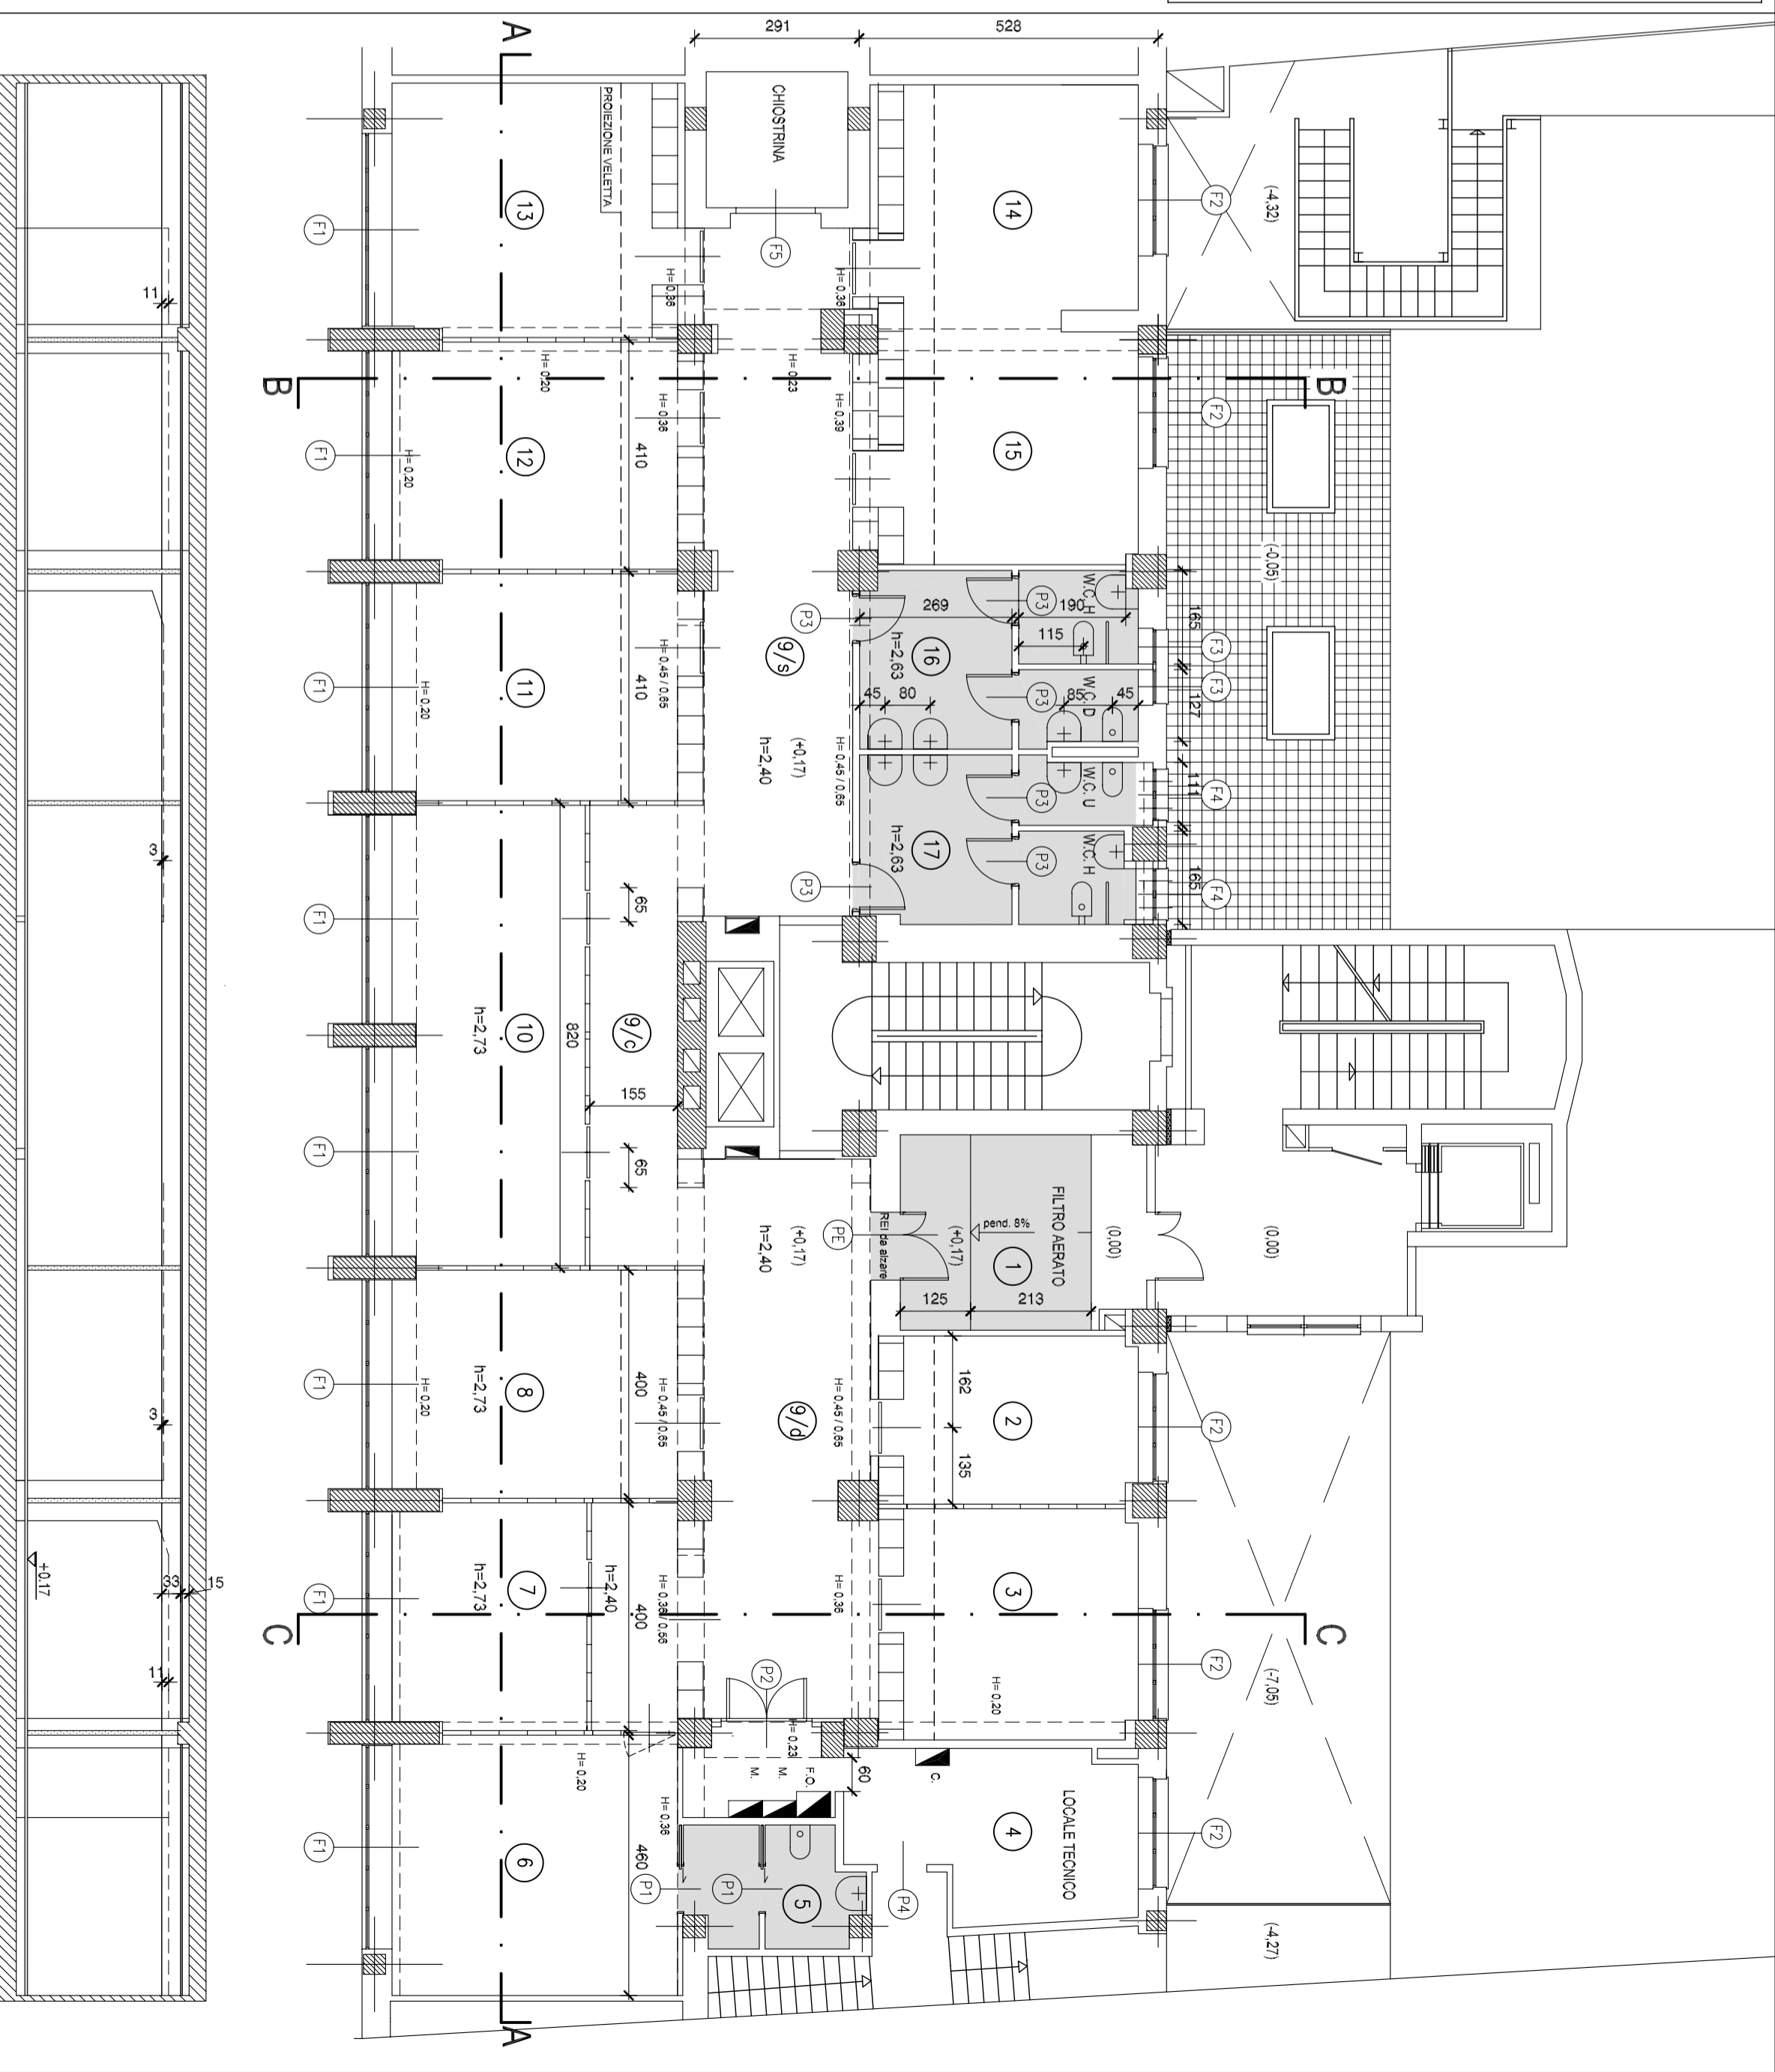 A
291
528
CHIOSTRINA
PROIEZIONE VELETTA
13
14
F1
F2
F5
(-4,32)
H= 0,36
H= 0,36
11
H= 0,20
H= 0,23
B
B
H= 0,36
H= 0,39
F2
12
410
15
F1
H= 0,20
(-0,05)
W.C. H
P3
190
165
269
P3
115
F3
9/s
16
h=2,63
11
410
H= 0,45 / 0,65
F1
H= 0,20
F3
W.C. D
P3
45
80
85
45
127
(+0,17)
h=2,40
H= 0,45 / 0,65
W.C. U
P3
111
F4
3
17
h=2,63
P3
W.C. H
165
F4
P3
F1
65
10
h=2,73
820
9/c
155
F1
65
(+0,17)
h=2,40
PE
REI da alzare
(+0,17)
pend. 8%
FILTRO AERATO
1
(0,00)
(0,00)
125
213
F1
H= 0,20
8
h=2,73
400
H= 0,45 / 0,65
9/d
H= 0,45 / 0,65
162
135
2
F2
3
+0.17
33
15
F1
7
h=2,73
h=2,40
400
H= 0,36 / 0,56
H= 0,36
3
C
C
11
P2
H= 0,20
F2
(-7,05)
H= 0,20
H= 0,23
M.
M.
F.O.
60
C.
LOCALE TECNICO
4
F2
F1
6
H= 0,36
460
P1
P1
5
P4
(-4,27)
A